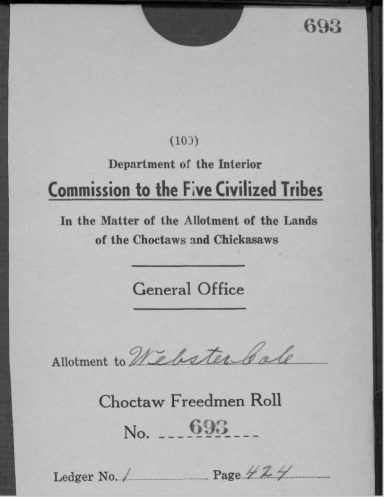 693
(100)
Department of the Interior
Commission to the Five Civilized Tribes
In the Matter of the Allotment of the Lands
of the Choctaws and Chickasaws
General Office
Allotment to Webster Cole
Choctaw Freedmen Roll
No. 693
Ledger No. 1 Page 424